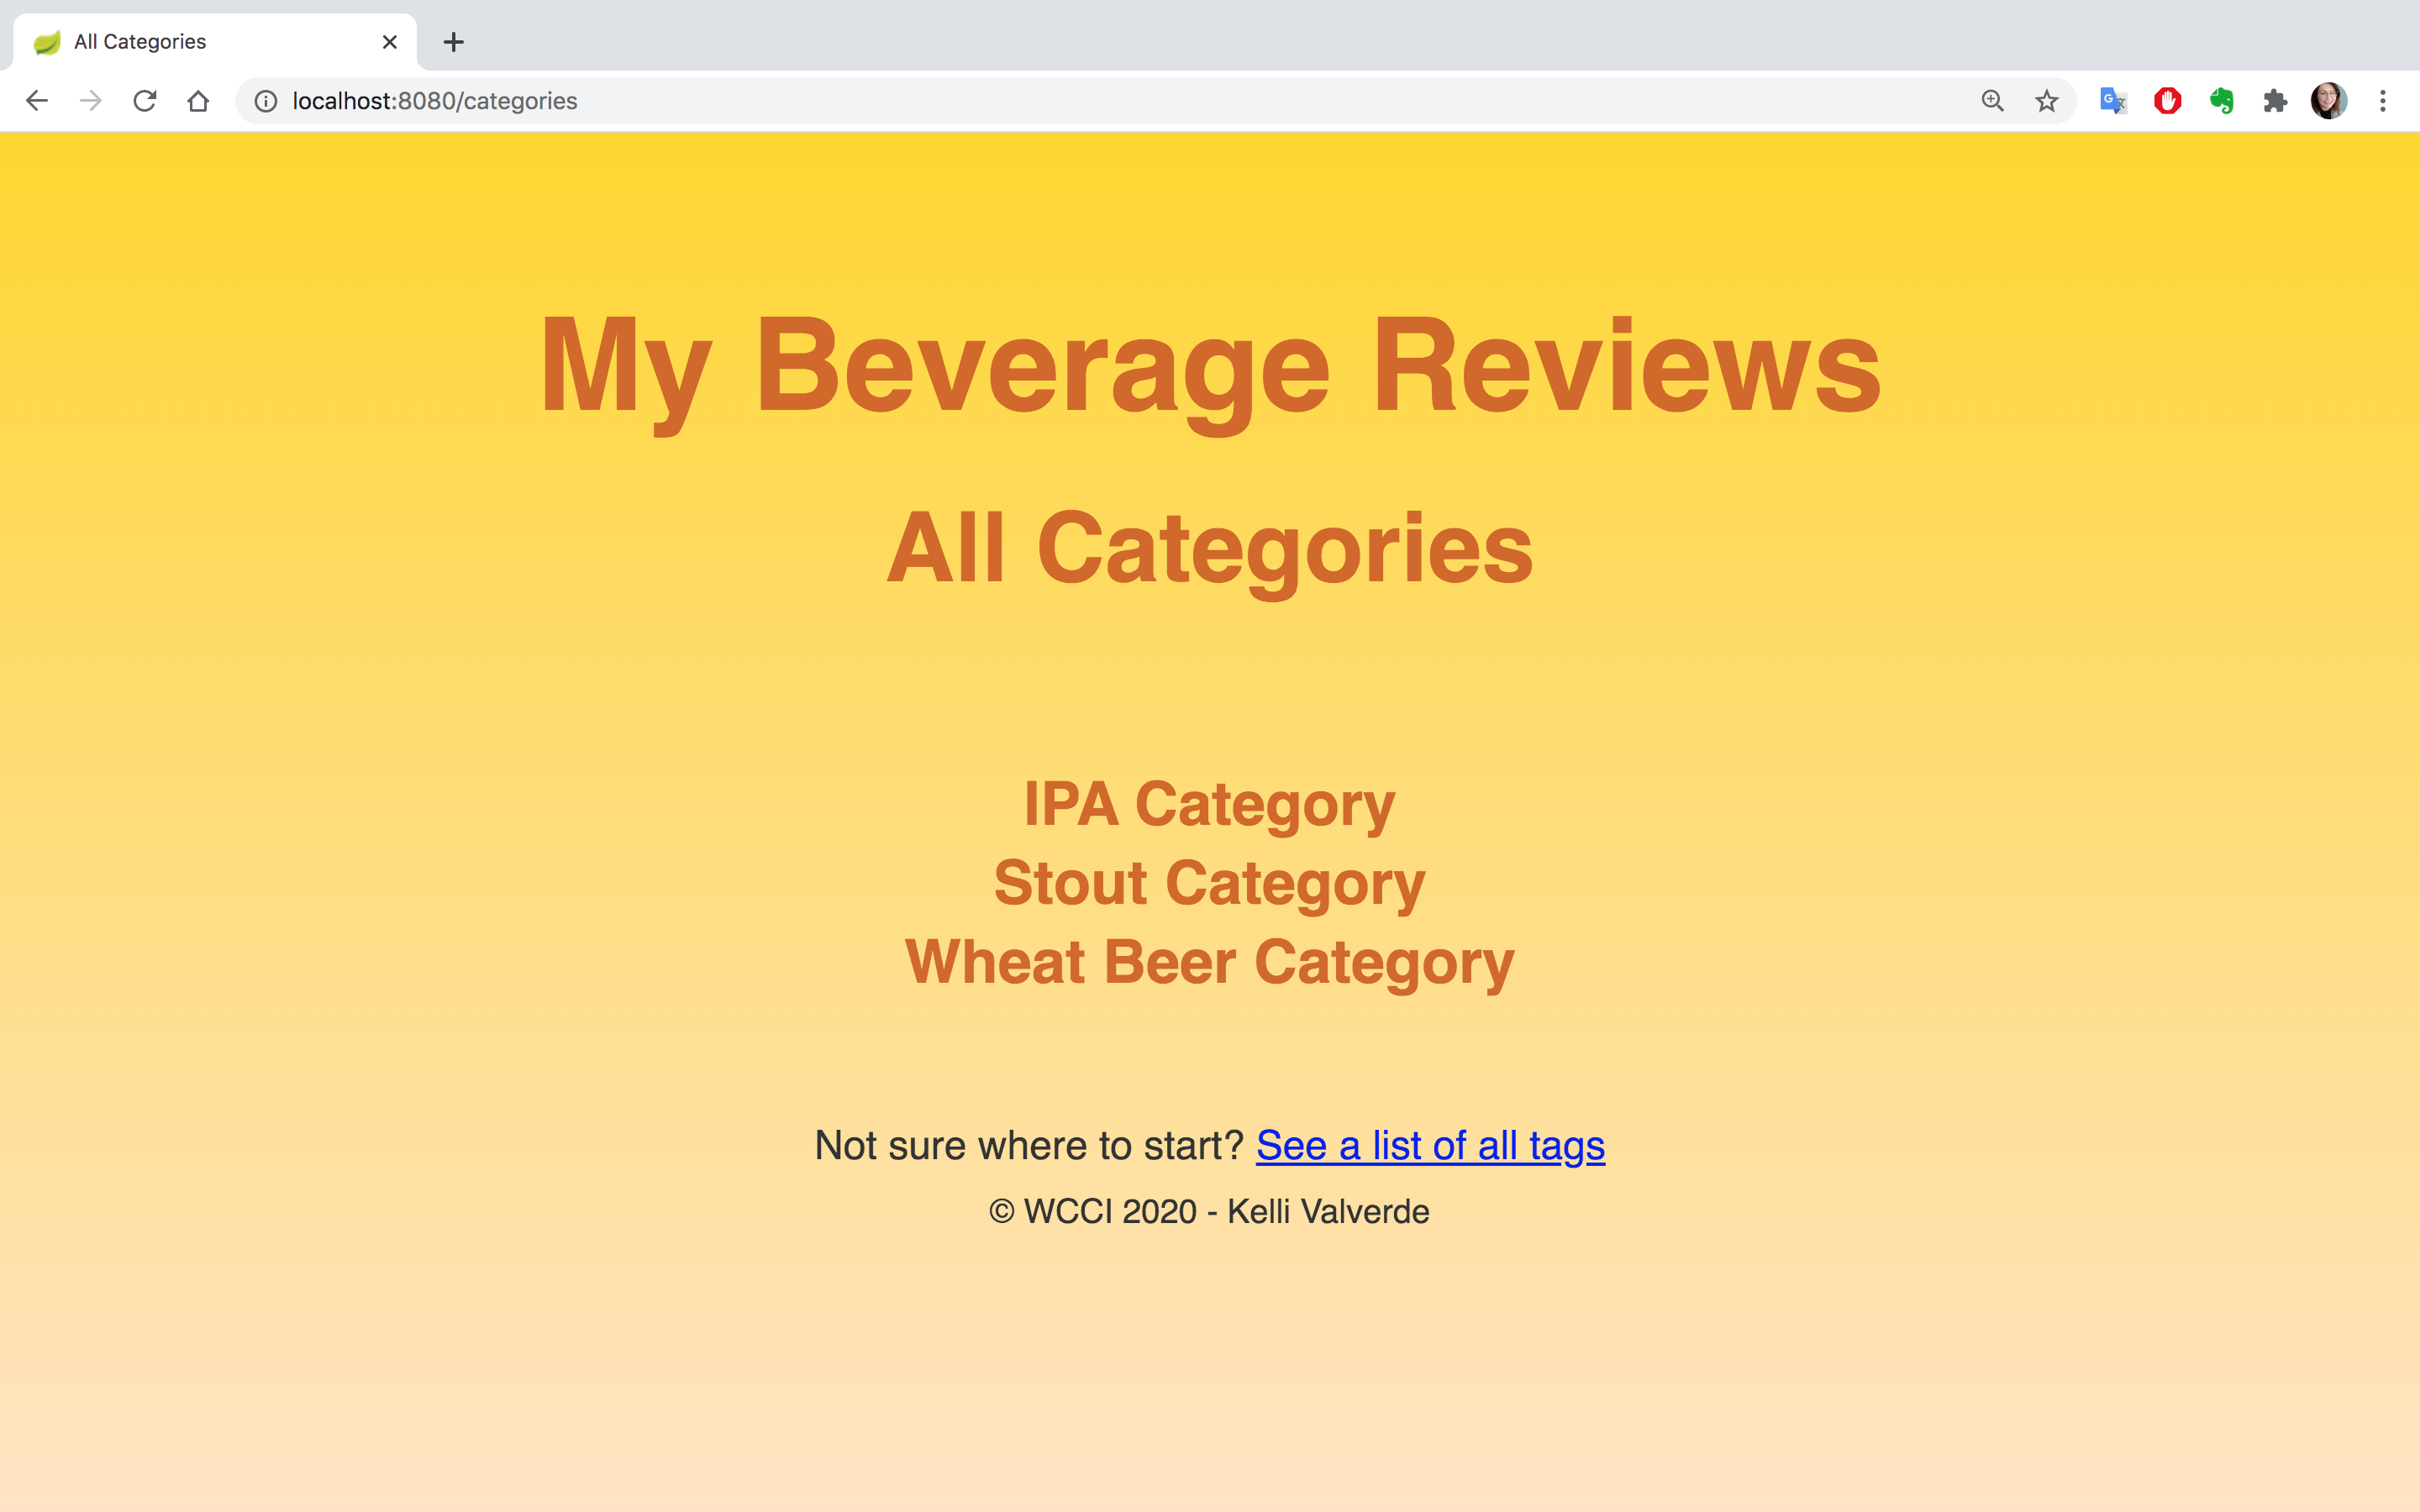 All Categories
localhost:8080/categories
My Beverage Reviews
All Categories
IPA Category
Stout Category
Wheat Beer Category
Not sure where to start? See a list of all tags
© WCCI 2020 - Kelli Valverde